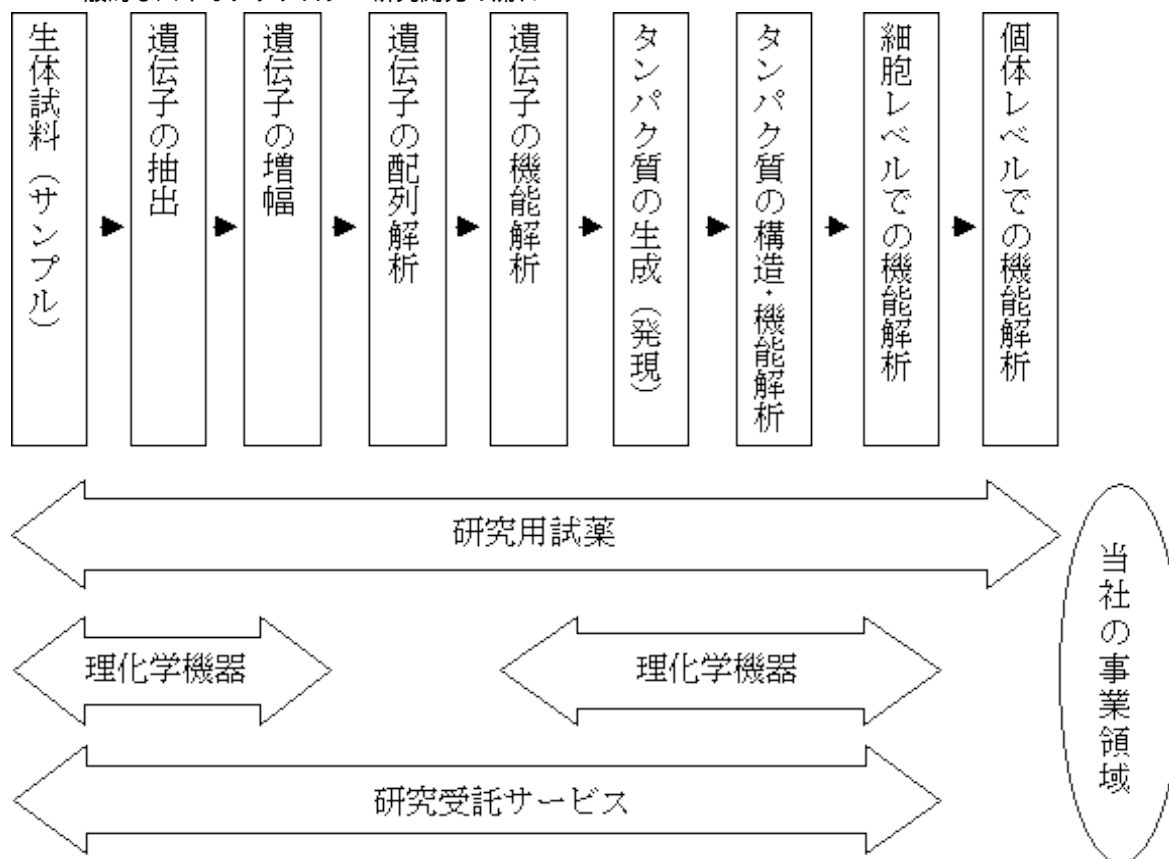 生体試料（サンプル）
遺伝子の抽出
遺伝子の増幅
遺伝子の配列解析
遺伝子の機能解析
タンパク質の生成（発現）
タンパク質の構造・機能解析
細胞レベルでの機能解析
個体レベルでの機能解析
研究用試薬
理化学機器
理化学機器
研究受託サービス
当社の事業領域